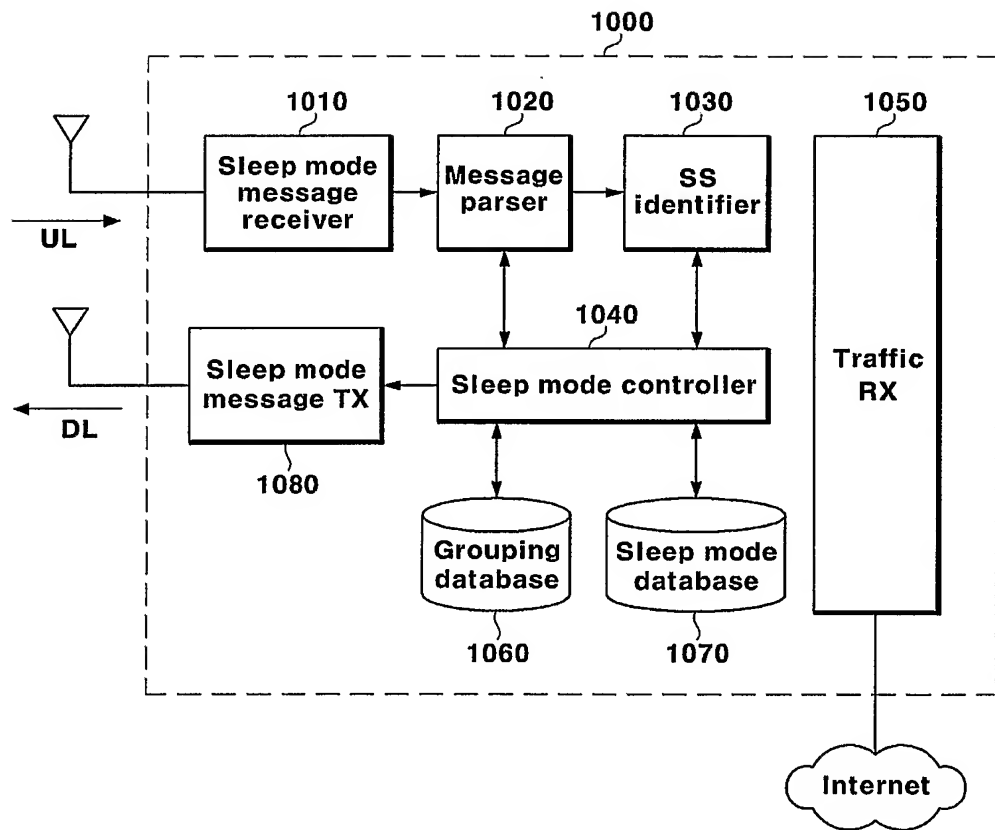 1000
1010
1020
1030
1050
Sleep mode
message
receiver
Message
parser
SS
identifier
UL
1040
Sleep mode
message TX
Sleep mode controller
Traffic
RX
DL
1080
Grouping
database
Sleep mode
database
1060
1070
Internet